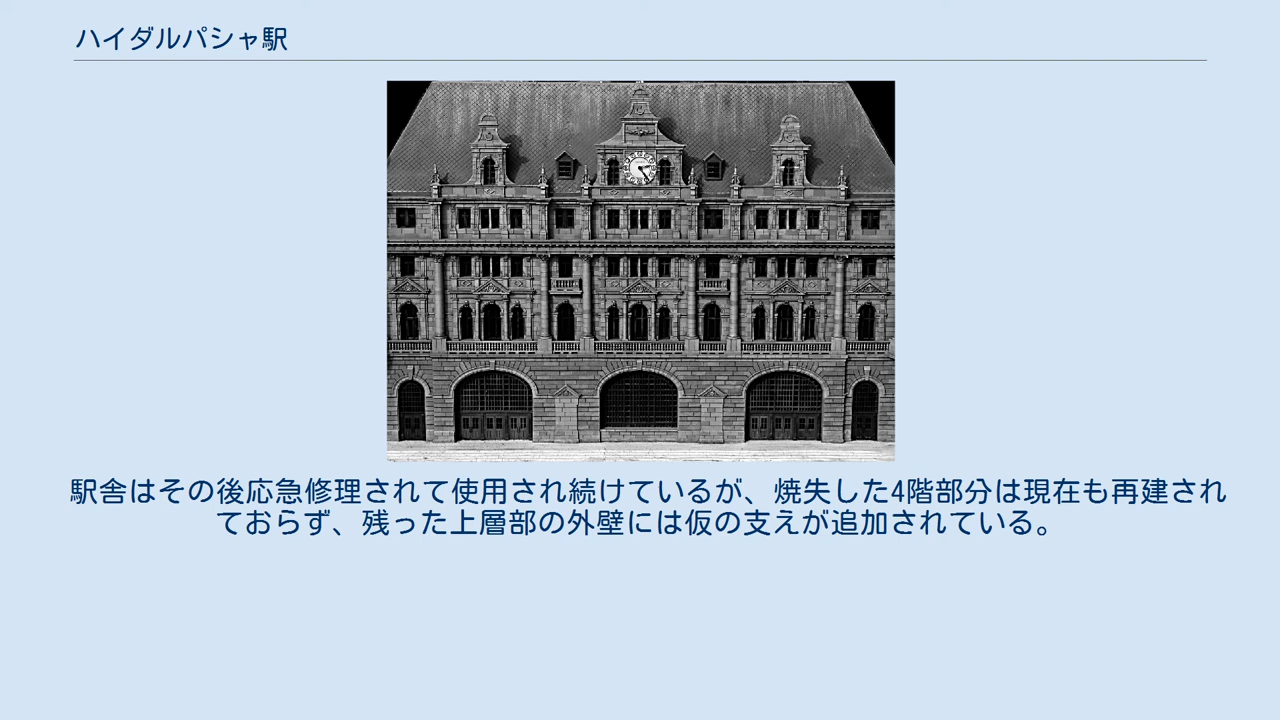 ハイダルパシャ駅
駅舎はその後応急修理されて使用され続けているが、焼失した4階部分は現在も再建され
ておらず、残った上層部の外壁には仮の支えが追加されている。